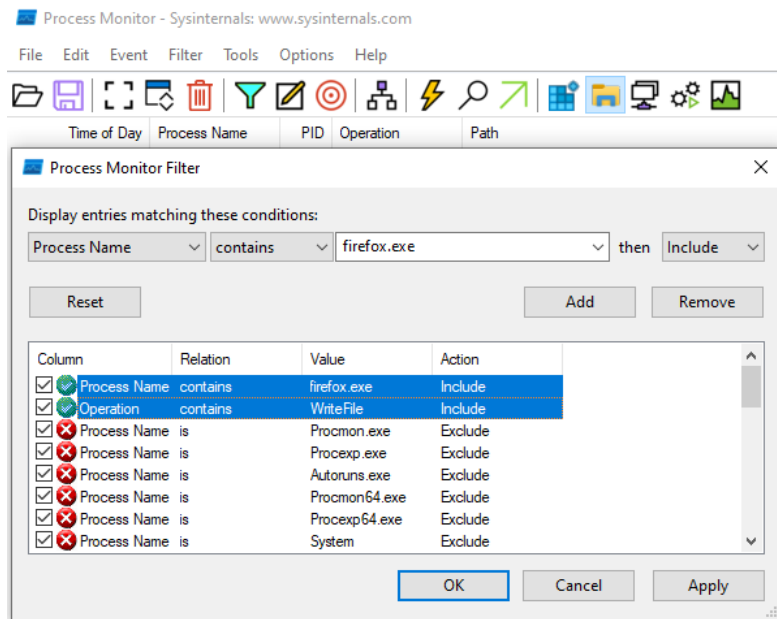 Process Monitor - Sysinternals: www.sysinternals.com
File Edit Event Filter Tools Options Help
Time of Day Process Name PID Operation Path
Process Monitor Filter
Display entries matching these conditions:
Process Name contains firefox.exe then Include
Reset Add Remove
Column Relation Value Action
Process Name contains firefox.exe Include
Operation contains WriteFile Include
Process Name is Procmon.exe Exclude
Process Name is Procexp.exe Exclude
Process Name is Autoruns.exe Exclude
Process Name is Procmon64.exe Exclude
Process Name is Procexp64.exe Exclude
Process Name is System Exclude
OK Cancel Apply